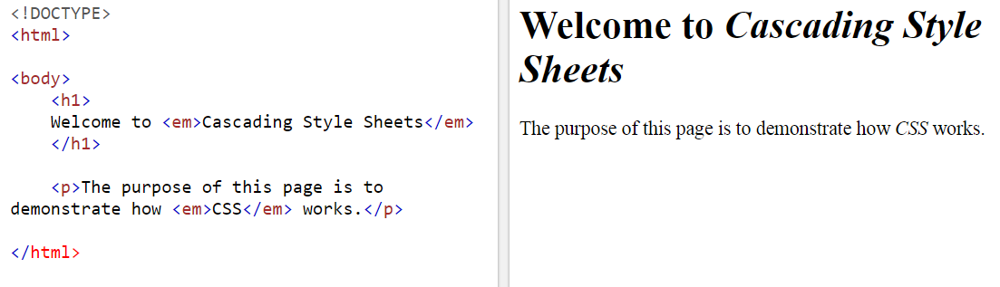 <!DOCTYPE>
<html>
<body>
<h1>
Welcome to <em>Cascading Style Sheets</em>
</h1>
<p>The purpose of this page is to
demonstrate how <em>CSS</em> works.</p>
</html>
Welcome to Cascading Style
Sheets
The purpose of this page is to demonstrate how CSS works.